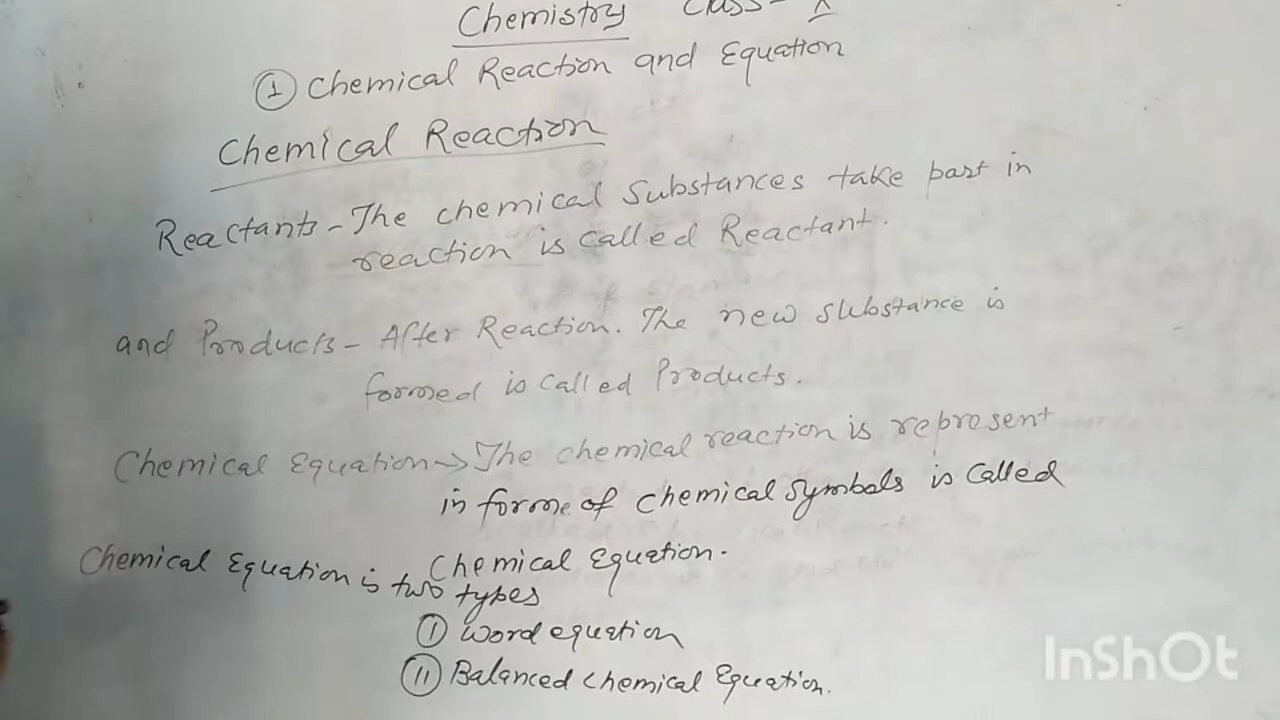 Chemistry Class - X
① Chemical Reaction and Equation
Chemical Reaction
Reactants - The chemical substances take part in
reaction is called Reactant.
and Products - After Reaction. The new substance is
formed is called Products.
Chemical Equation → The chemical reaction is represent
in forme of chemical symbols is called
Chemical Equation.
Chemical Equation is two types
Ⓘ Word equation
ⓘⓘ Balanced chemical Equation.
InShOt